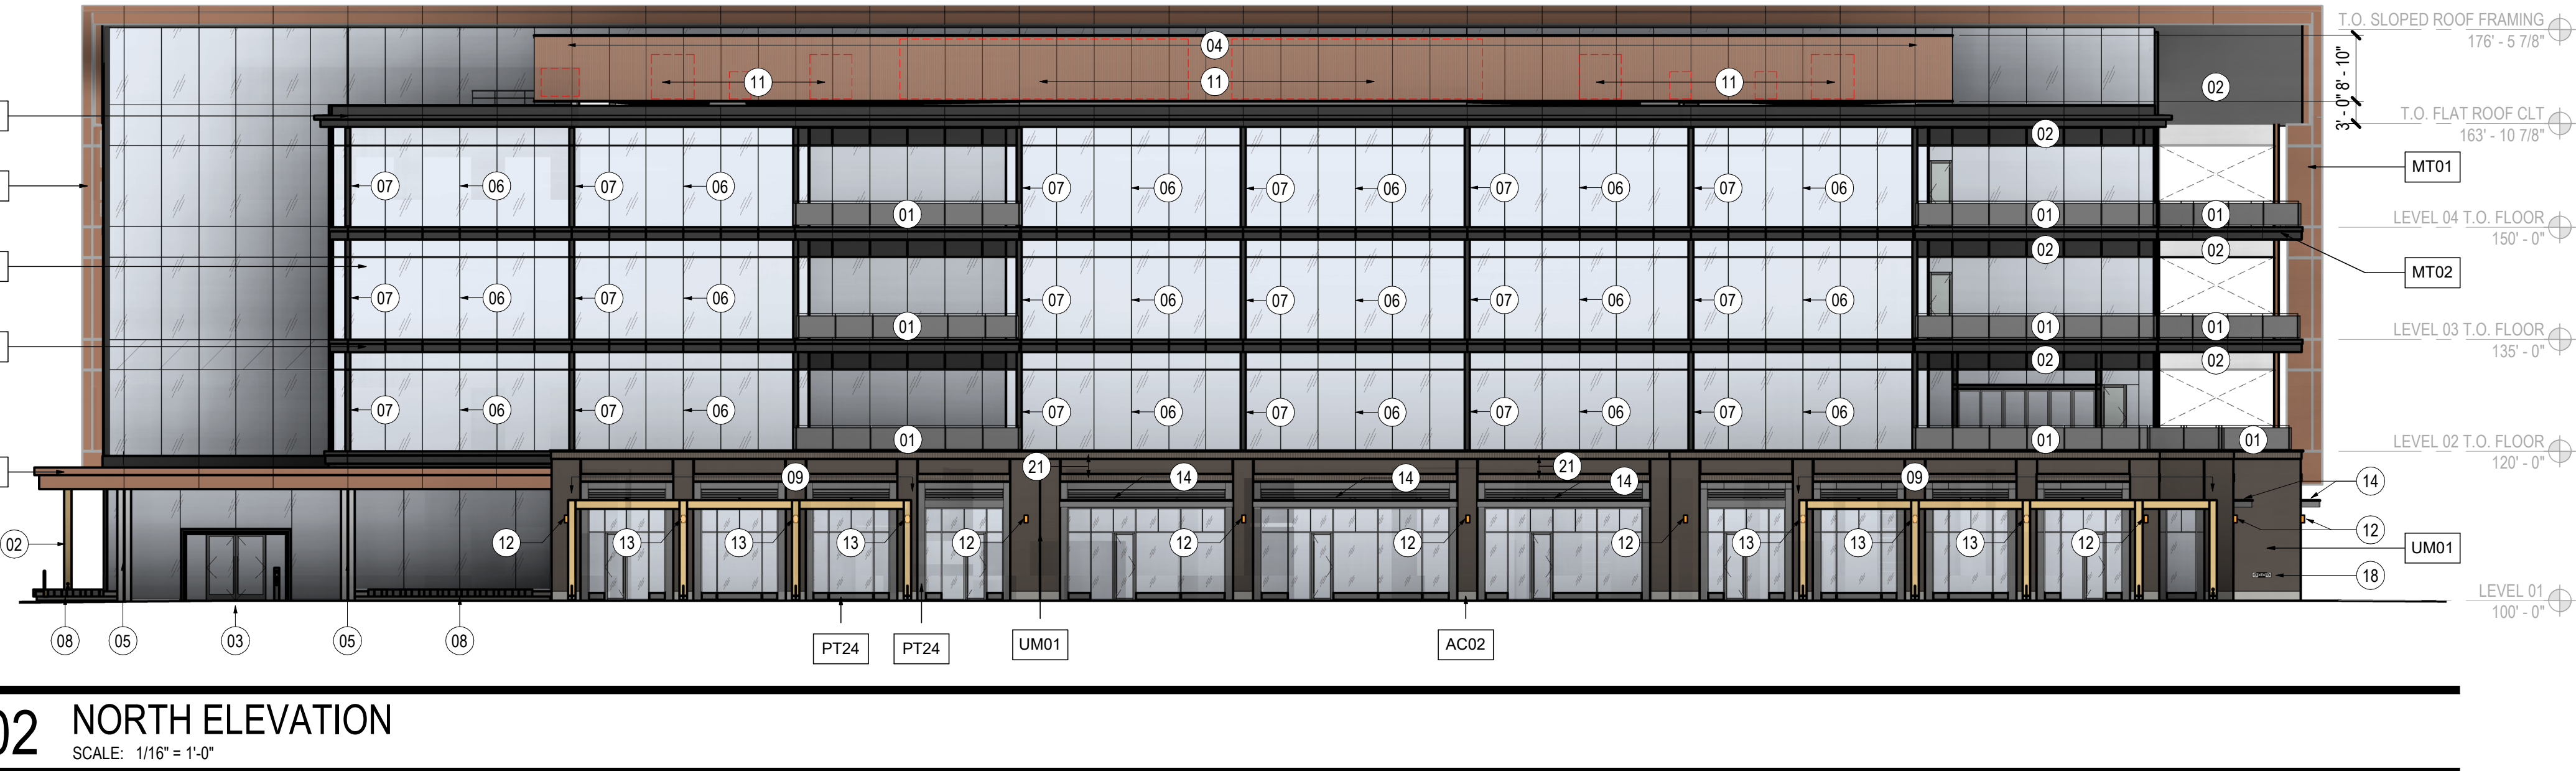 T.O. SLOPED ROOF FRAMING
176' - 5 7/8"
04
11 11 11
02
8' - 10"
3' - 0"
T.O. FLAT ROOF CLT
163' - 10 7/8"
02
MT01
07 06 07 06 07 06 07 06 07 06 07 06
01 01 01
LEVEL 04 T.O. FLOOR
150' - 0"
02 02
MT02
07 06 07 06 07 06 07 06 07 06 07 06
01 01 01
LEVEL 03 T.O. FLOOR
135' - 0"
02 02
07 06 07 06 07 06 07 06 07 06 07 06
01 01 01
LEVEL 02 T.O. FLOOR
120' - 0"
21 21
09 14 14 14 09 14
02 12 13 13 13 12 12 12 12 13 13 13 12 12
UM01
18
LEVEL 01
100' - 0"
08 05 03 05 08
PT24 PT24 UM01 AC02
02 NORTH ELEVATION
SCALE: 1/16" = 1'-0"